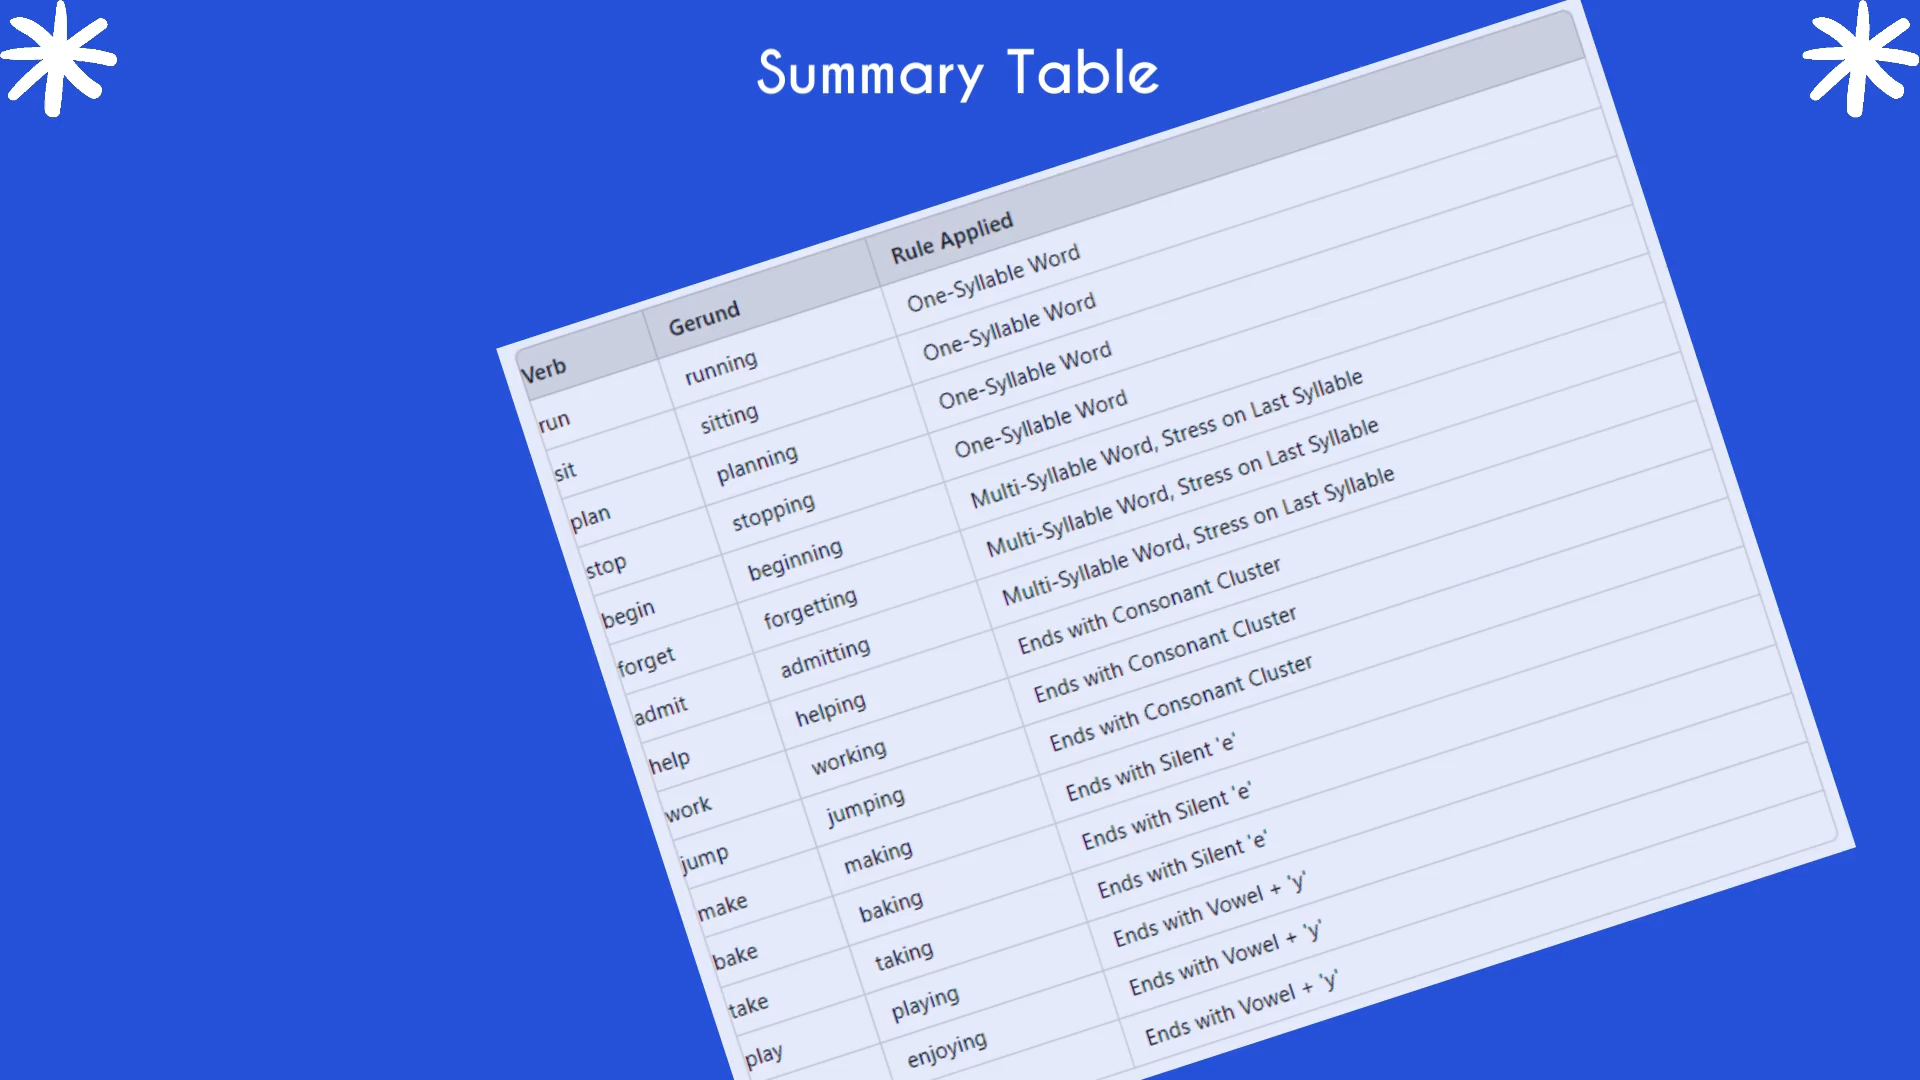 Summary Table
Verb Gerund Rule Applied
run running One-Syllable Word
sit sitting One-Syllable Word
plan planning One-Syllable Word
stop stopping One-Syllable Word
begin beginning Multi-Syllable Word, Stress on Last Syllable
forget forgetting Multi-Syllable Word, Stress on Last Syllable
admit admitting Multi-Syllable Word, Stress on Last Syllable
help helping Ends with Consonant Cluster
work working Ends with Consonant Cluster
jump jumping Ends with Consonant Cluster
make making Ends with Silent 'e'
bake baking Ends with Silent 'e'
take taking Ends with Silent 'e'
play playing Ends with Vowel + 'y'
enjoying Ends with Vowel + 'y'
Ends with Vowel + 'y'